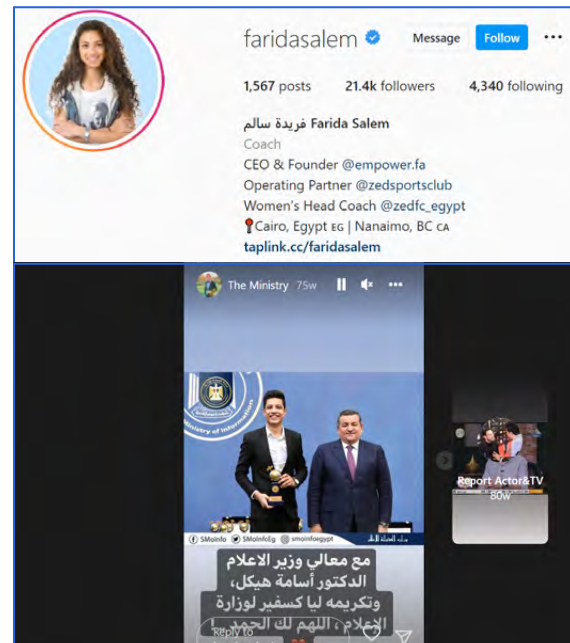 faridasalem
Message
Follow
1,567 posts 21.4k followers 4,340 following
Farida Salem فريدة سالم
Coach
CEO & Founder @empower.fa
Operating Partner @zedsportsclub
Women's Head Coach @zedfc_egypt
Cairo, Egypt EG | Nanaimo, BC CA
taplink.cc/faridasalem
The Ministry 75w
Ministry of Information
SMoinfo SMoInfoEg smoinfoegypt
مع معالي وزير الاعلام
الدكتور أسامة هيكل،
وتكريمه ليا كسفير لوزارة
الاعلام، اللهم لك الحمد
Reply to
Report Actor&TV
80w